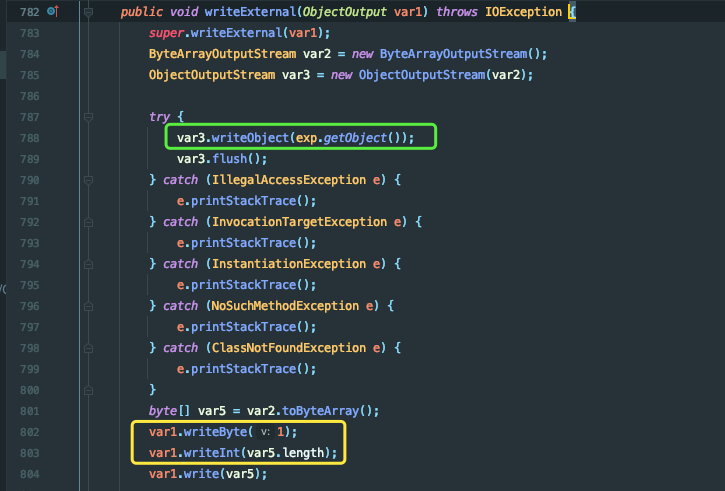 782 public void writeExternal(ObjectOutput var1) throws IOException {
783 super.writeExternal(var1);
784 ByteArrayOutputStream var2 = new ByteArrayOutputStream();
785 ObjectOutputStream var3 = new ObjectOutputStream(var2);
786
787 try {
788 var3.writeObject(exp.getObject());
789 var3.flush();
790 } catch (IllegalAccessException e) {
791 e.printStackTrace();
792 } catch (InvocationTargetException e) {
793 e.printStackTrace();
794 } catch (InstantiationException e) {
795 e.printStackTrace();
796 } catch (NoSuchMethodException e) {
797 e.printStackTrace();
798 } catch (ClassNotFoundException e) {
799 e.printStackTrace();
800 }
801 byte[] var5 = var2.toByteArray();
802 var1.writeByte( v: 1);
803 var1.writeInt(var5.length);
804 var1.write(var5);